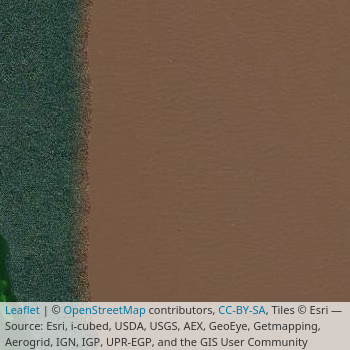 Leaflet | © OpenStreetMap contributors, CC-BY-SA, Tiles © Esri —
Source: Esri, i-cubed, USDA, USGS, AEX, GeoEye, Getmapping,
Aerogrid, IGN, IGP, UPR-EGP, and the GIS User Community